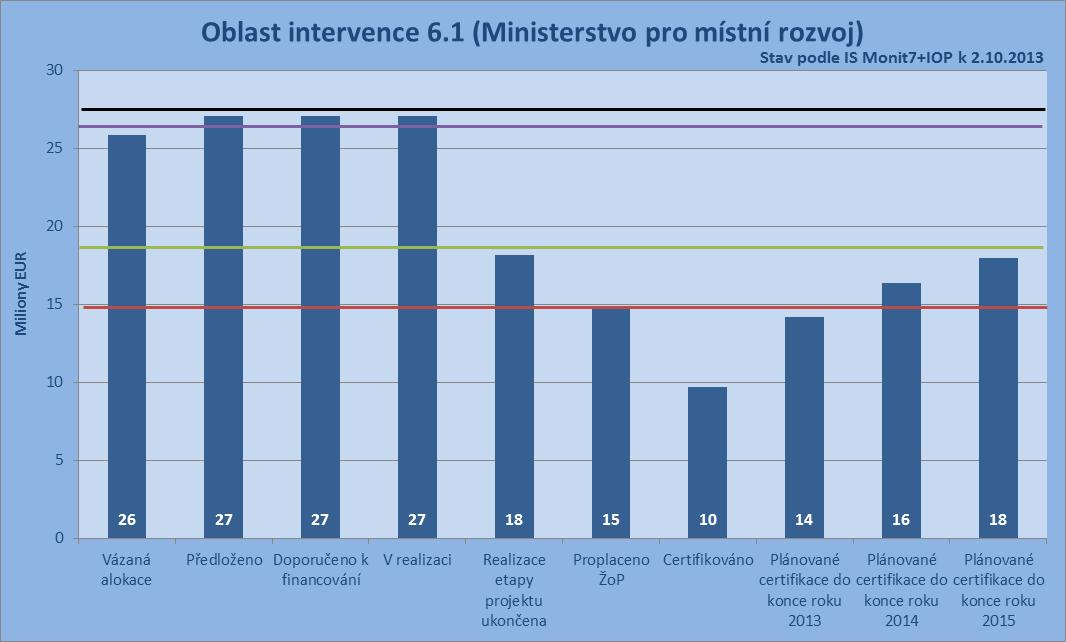 Oblast intervence 6.1 (Ministerstvo pro místní rozvoj)
Stav podle IS Monit7+IOP k 2.10.2013
Miliony EUR
30
25
20
15
10
5
0
26
27
27
27
18
15
10
14
16
18
Vázaná
alokace
Předloženo
Doporučeno k
financování
V realizaci
Realizace
etapy
projektu
ukončena
Proplaceno
ŽoP
Certifikováno
Plánované
certifikace do
konce roku
2013
Plánované
certifikace do
konce roku
2014
Plánované
certifikace do
konce roku
2015